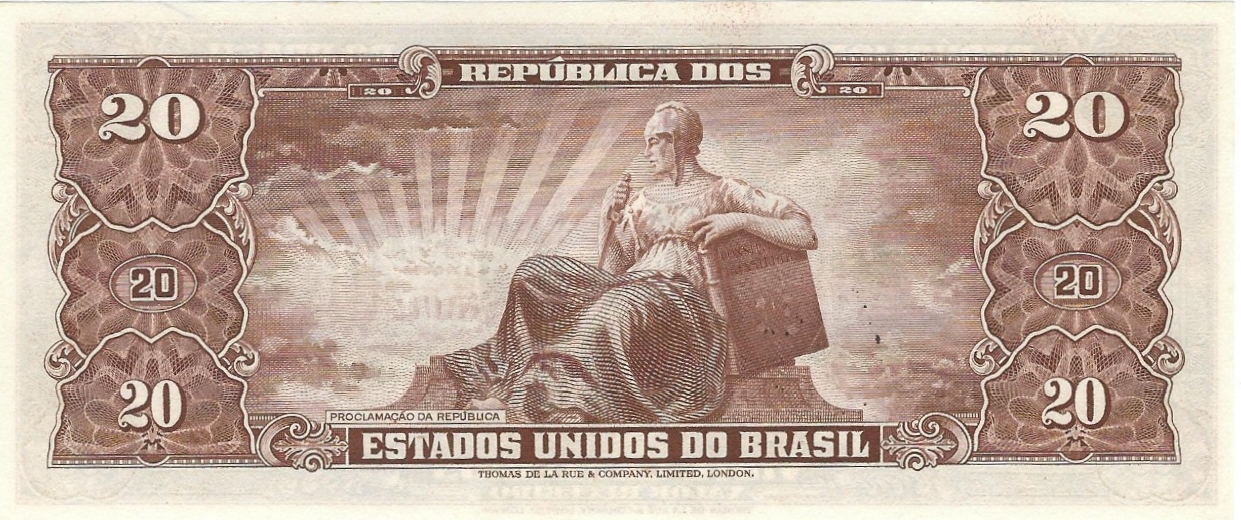 REPÚBLICA DOS
20 20
20 20
20 20
20 20
PROCLAMAÇÃO DA REPÚBLICA
ESTADOS UNIDOS DO BRASIL
THOMAS DE LA RUE & COMPANY, LIMITED, LONDON.